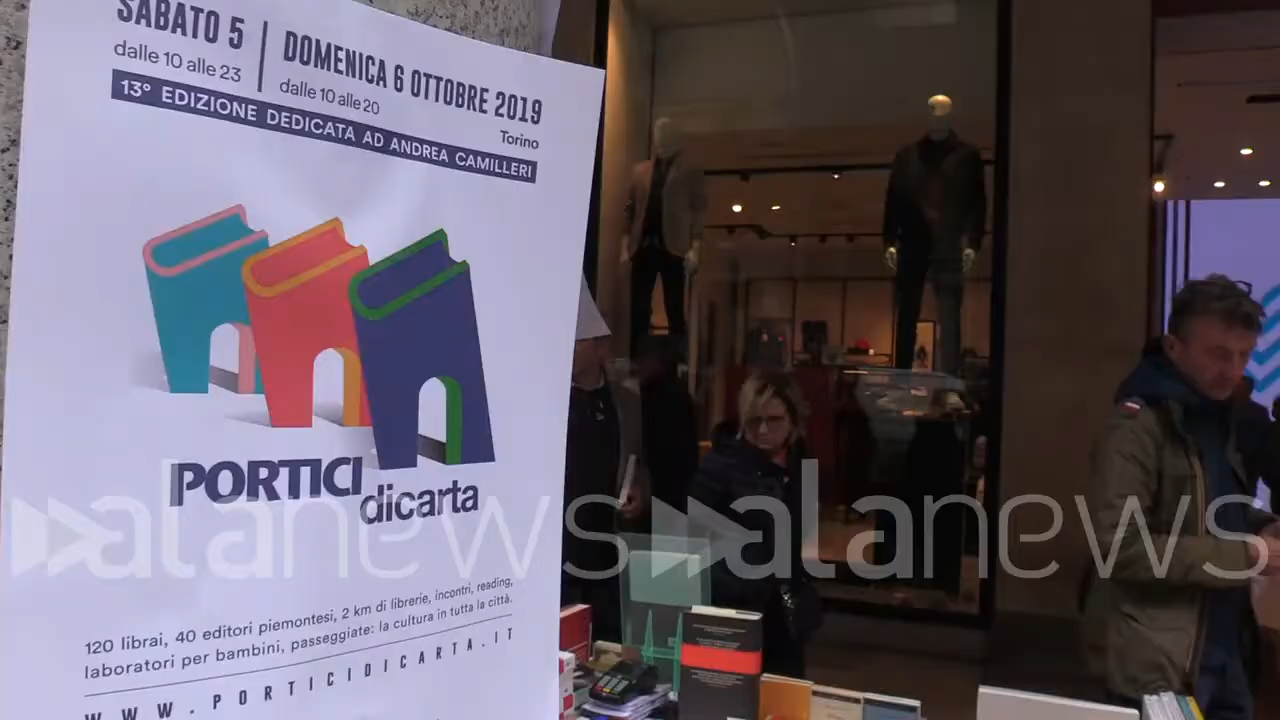 SABATO 5
dalle 10 alle 23
DOMENICA 6 OTTOBRE 2019
dalle 10 alle 20
Torino
13° EDIZIONE DEDICATA AD ANDREA CAMILLERI
PORTICI
dicarta
120 librai, 40 editori piemontesi, 2 km di librerie, incontri, reading,
laboratori per bambini, passeggiate: la cultura in tutta la città.
WWW.PORTICIDICARTA.IT
alanews alanews